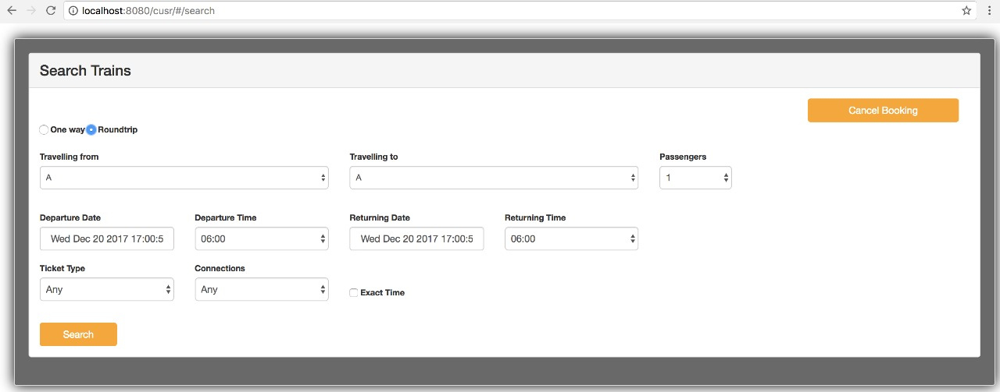 localhost:8080/cusr/#/search
Search Trains
Cancel Booking
One way Roundtrip
Travelling from Travelling to Passengers
A A 1
Departure Date Departure Time Returning Date Returning Time
Wed Dec 20 2017 17:00:5 06:00 Wed Dec 20 2017 17:00:5 06:00
Ticket Type Connections
Any Any Exact Time
Search